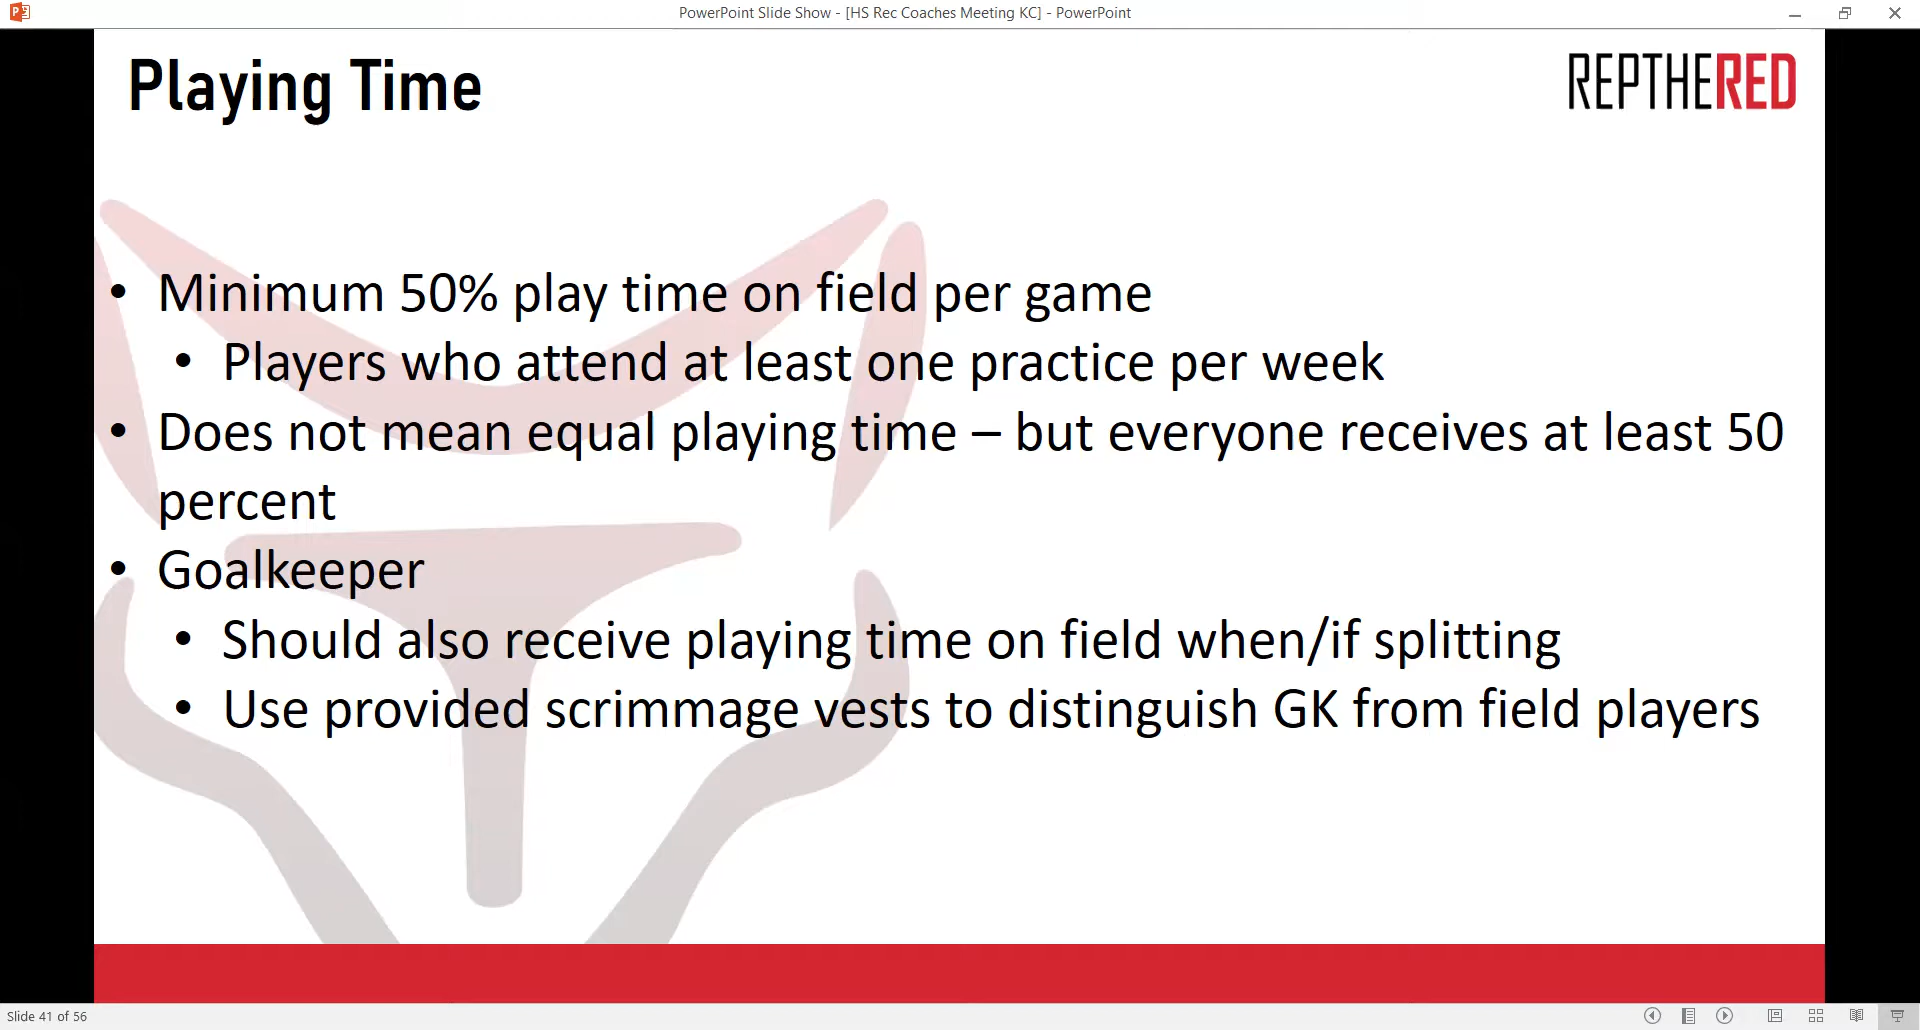 PowerPoint Slide Show - [HS Rec Coaches Meeting KC] - PowerPoint
Playing Time
REPTHERED
• Minimum 50% play time on field per game
• Players who attend at least one practice per week
• Does not mean equal playing time – but everyone receives at least 50
percent
• Goalkeeper
• Should also receive playing time on field when/if splitting
• Use provided scrimmage vests to distinguish GK from field players
Slide 41 of 56